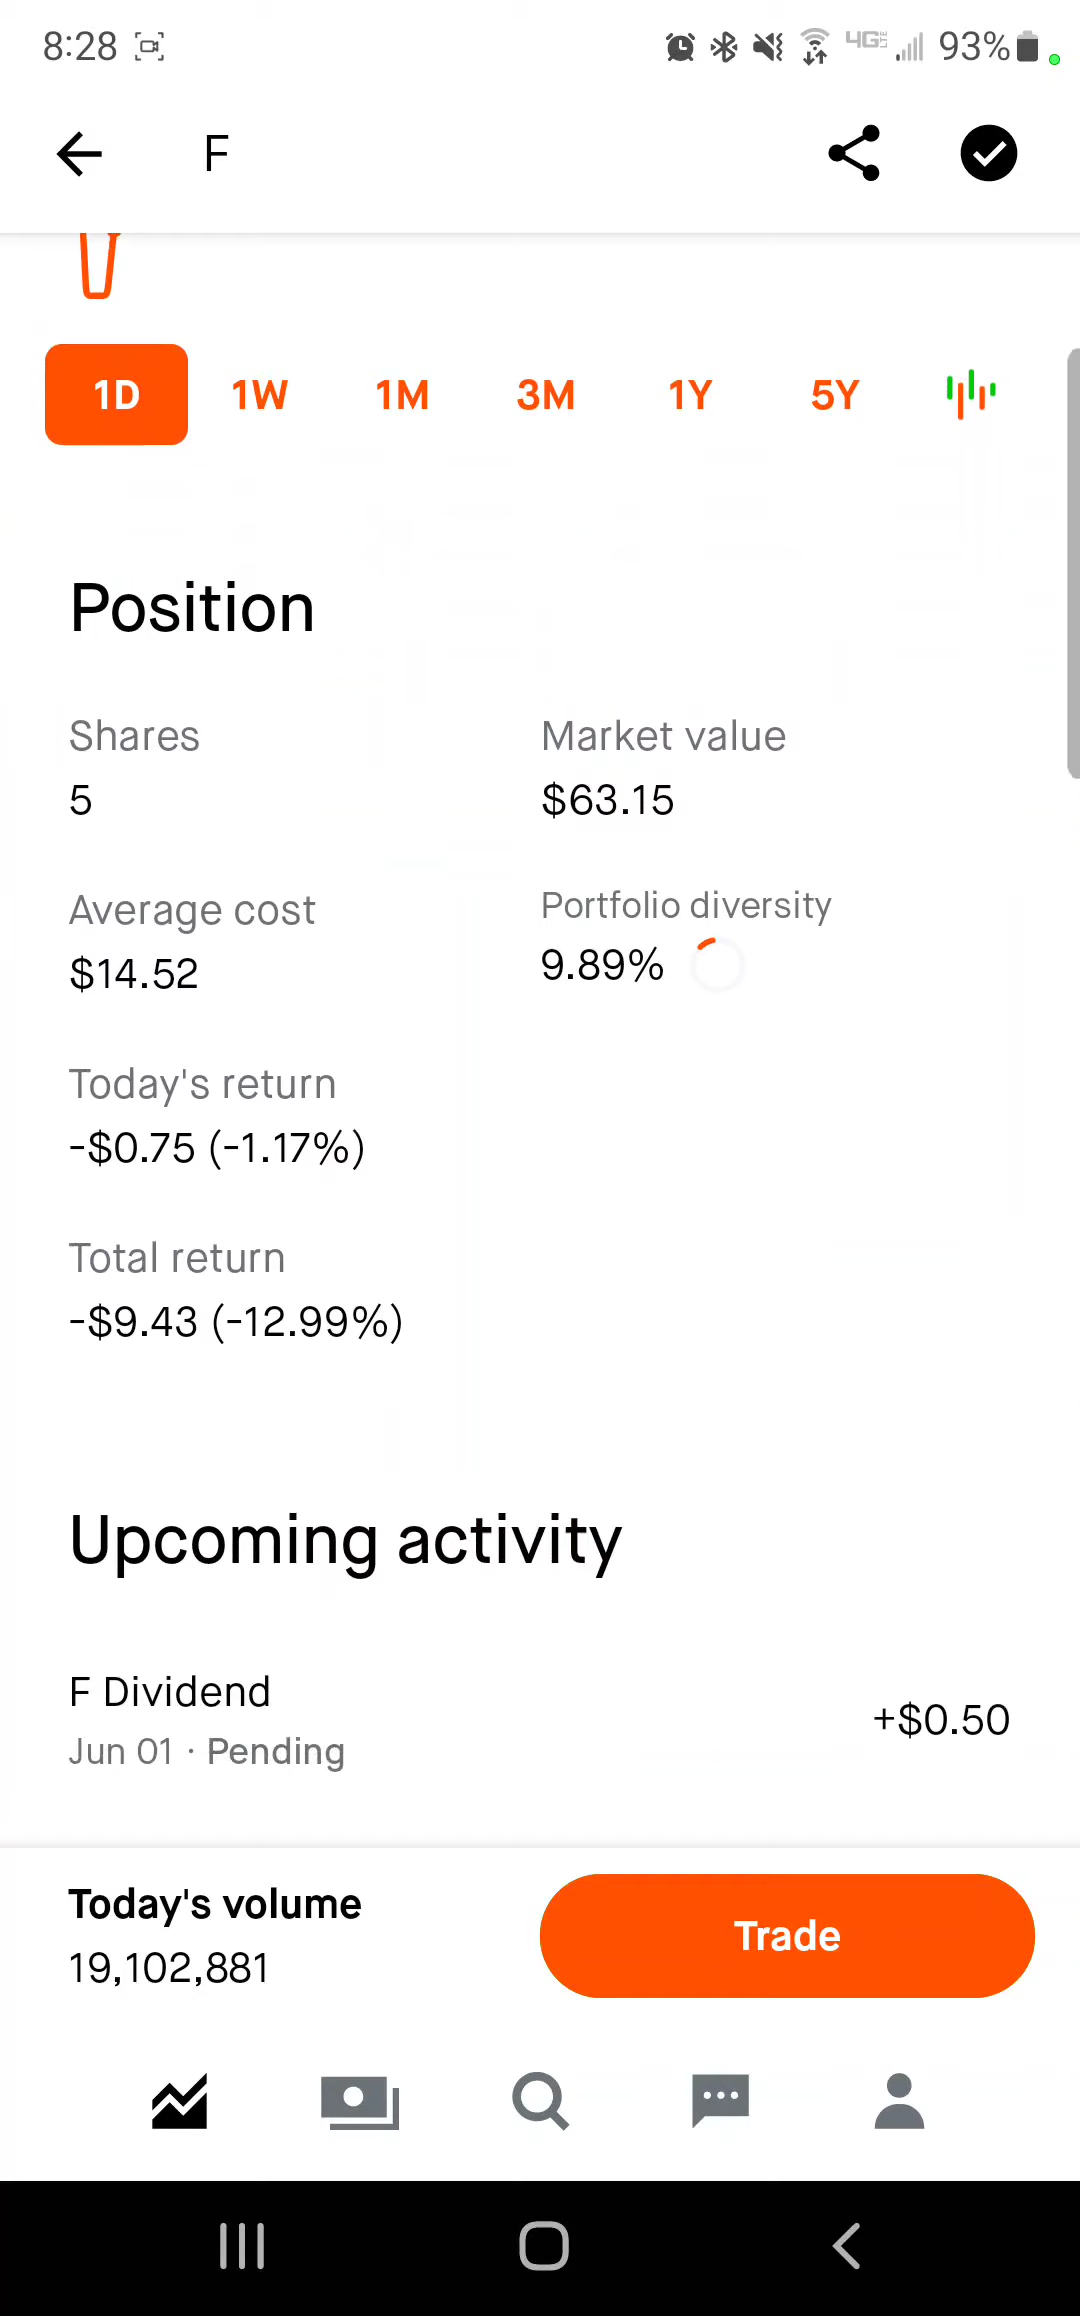 8:28 4G LTE 93%
F
1D 1W 1M 3M 1Y 5Y
Position
Shares Market value
5 $63.15
Average cost Portfolio diversity
$14.52 9.89%
Today's return
-$0.75 (-1.17%)
Total return
-$9.43 (-12.99%)
Upcoming activity
F Dividend
+$0.50
Jun 01 · Pending
Today's volume
Trade
19,102,881